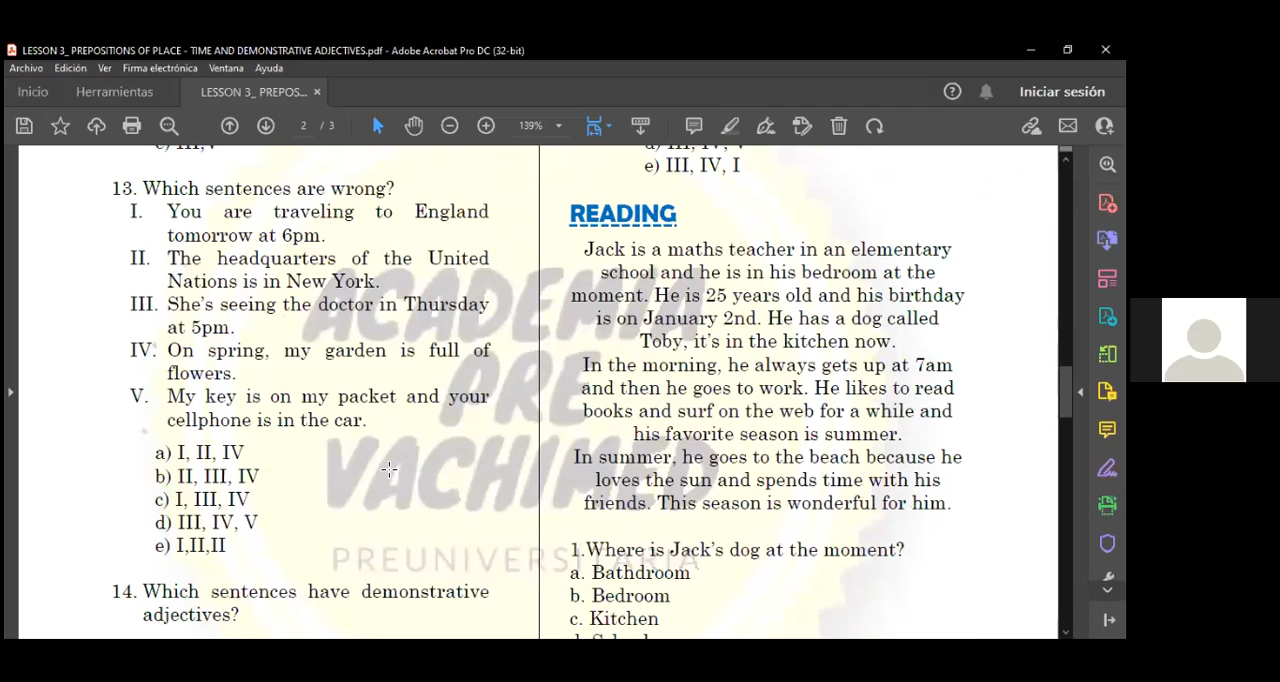 LESSON 3_ PREPOSITIONS OF PLACE - TIME AND DEMONSTRATIVE ADJECTIVES.pdf - Adobe Acrobat Pro DC (32-bit)
Archivo Edición Ver Firma electrónica Ventana Ayuda
Inicio Herramientas LESSON 3_ PREPOS... × Iniciar sesión
2 / 3 139%
13. Which sentences are wrong?
I. You are traveling to England
tomorrow at 6pm.
II. The headquarters of the United
Nations is in New York.
III. She's seeing the doctor in Thursday
at 5pm.
IV. On spring, my garden is full of
flowers.
V. My key is on my packet and your
cellphone is in the car.
a) I, II, IV
b) II, III, IV
c) I, III, IV
d) III, IV, V
e) I,II,II
14. Which sentences have demonstrative
adjectives?
e) III, IV, I
READING
Jack is a maths teacher in an elementary
school and he is in his bedroom at the
moment. He is 25 years old and his birthday
is on January 2nd. He has a dog called
Toby, it's in the kitchen now.
In the morning, he always gets up at 7am
and then he goes to work. He likes to read
books and surf on the web for a while and
his favorite season is summer.
In summer, he goes to the beach because he
loves the sun and spends time with his
friends. This season is wonderful for him.
1.Where is Jack's dog at the moment?
a. Bathdroom
b. Bedroom
c. Kitchen
ACADEMIA
PRE
VACHIMED
PREUNIVERSITARIA